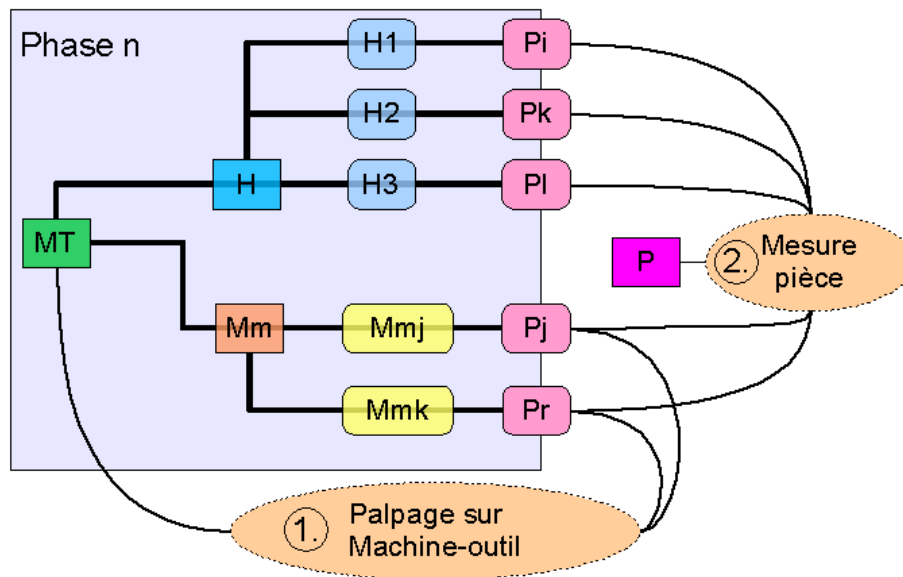 Phase n
H1
Pi
H2
Pk
H
H3
Pl
MT
P
2. Mesure
pièce
Mm
Mmj
Pj
Mmk
Pr
1. Palpage sur
Machine-outil